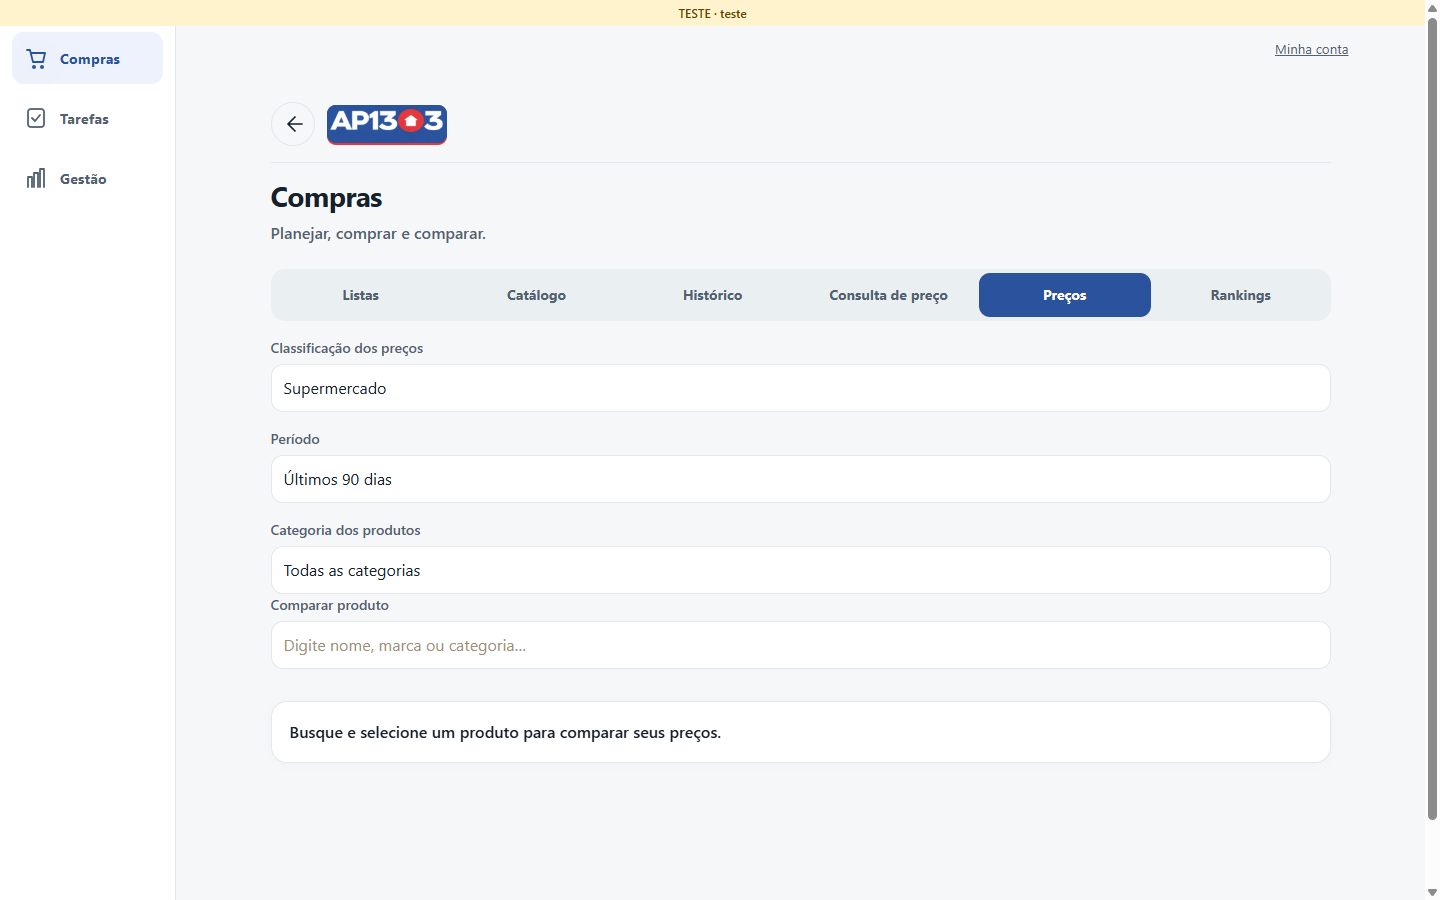 TESTE · teste
Minha conta
Compras
Tarefas
Gestão
AP1303
Compras
Planejar, comprar e comparar.
Listas
Catálogo
Histórico
Consulta de preço
Preços
Rankings
Classificação dos preços
Supermercado
Período
Últimos 90 dias
Categoria dos produtos
Todas as categorias
Comparar produto
Digite nome, marca ou categoria...
Busque e selecione um produto para comparar seus preços.